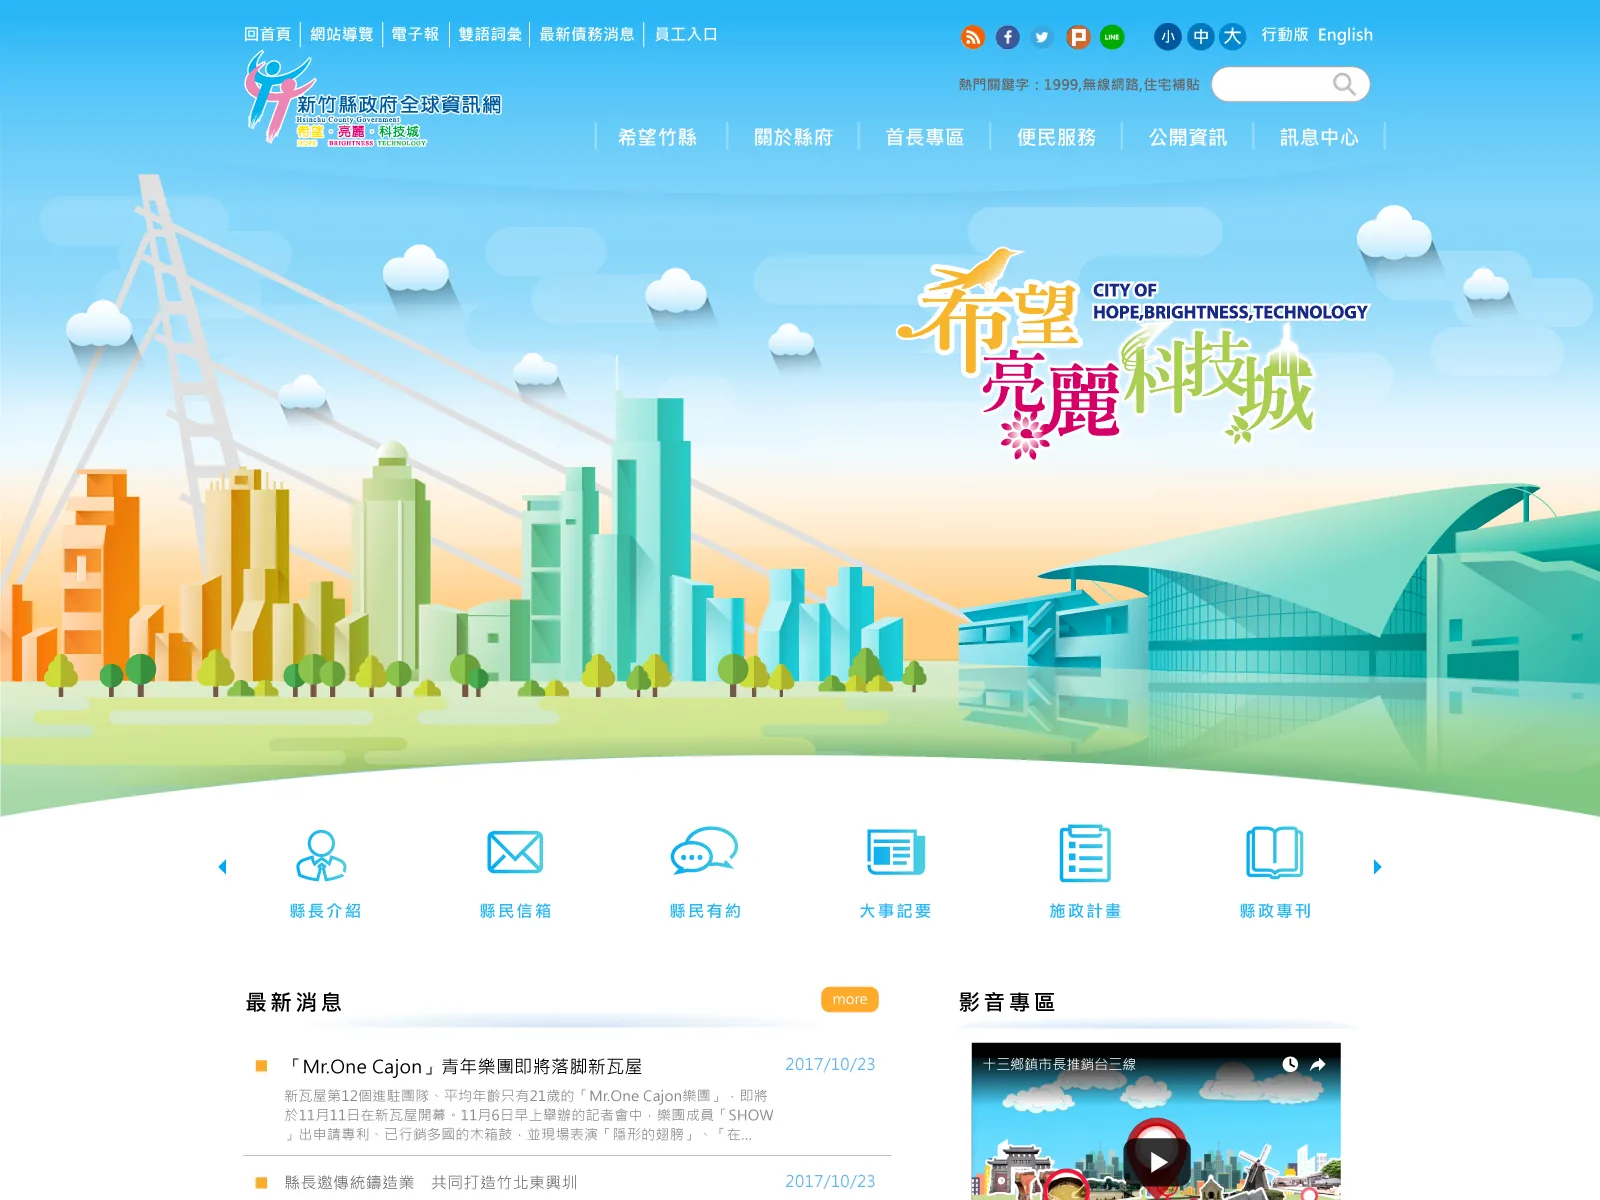 回首頁 網站導覽 電子報 雙語詞彙 最新債務消息 員工入口
LINE 小 中 大 行動版 English
新竹縣政府全球資訊網
Hsinchu County Government
希望・亮麗・科技城
HOPE BRIGHTNESS TECHNOLOGY
熱門關鍵字：1999,無線網路,住宅補貼
希望竹縣 關於縣府 首長專區 便民服務 公開資訊 訊息中心
希望
CITY OF
HOPE,BRIGHTNESS,TECHNOLOGY
亮麗科技城
縣長介紹 縣民信箱 縣民有約 大事記要 施政計畫 縣政專刊
最新消息 more
「Mr.One Cajon」青年樂團即將落腳新瓦屋 2017/10/23
新瓦屋第12個進駐團隊、平均年齡只有21歲的「Mr.One Cajon樂團」，即將
於11月11日在新瓦屋開幕。11月6日早上舉辦的記者會中，樂團成員「SHOW
」出申請專利、已行銷多國的木箱鼓，並現場表演「隱形的翅膀」、「在...
縣長邀傳統鑄造業　共同打造竹北東興圳 2017/10/23
影音專區
十三鄉鎮市長推銷台三線